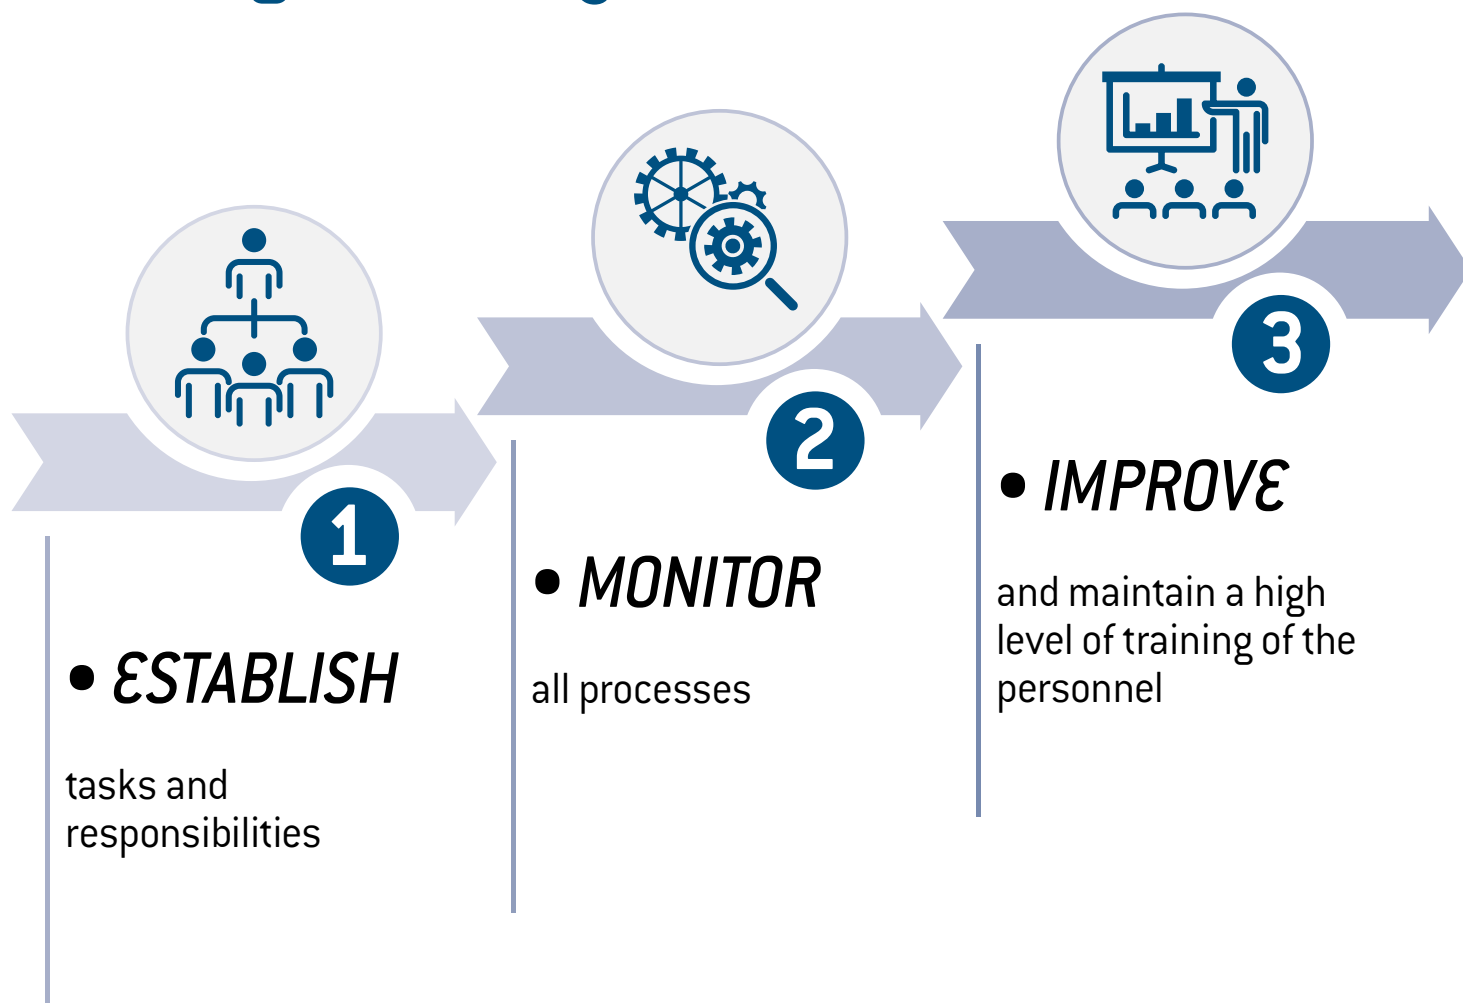 1
• ESTABLISH
tasks and
responsibilities
2
• MONITOR
all processes
3
• IMPROVE
and maintain a high
level of training of the
personnel